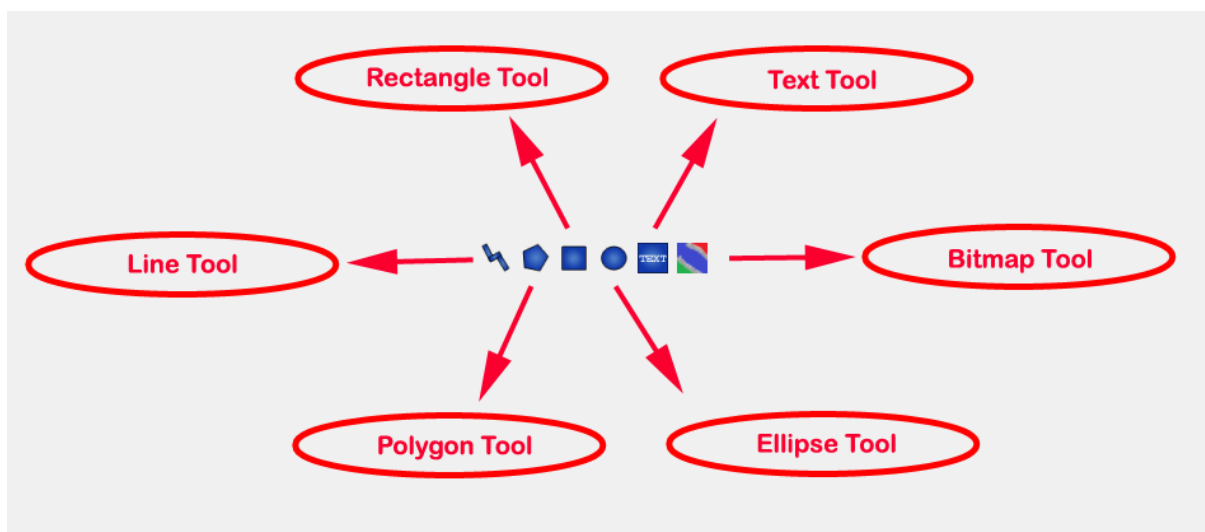 Rectangle Tool
Text Tool
Line Tool
TEXT
Bitmap Tool
Polygon Tool
Ellipse Tool